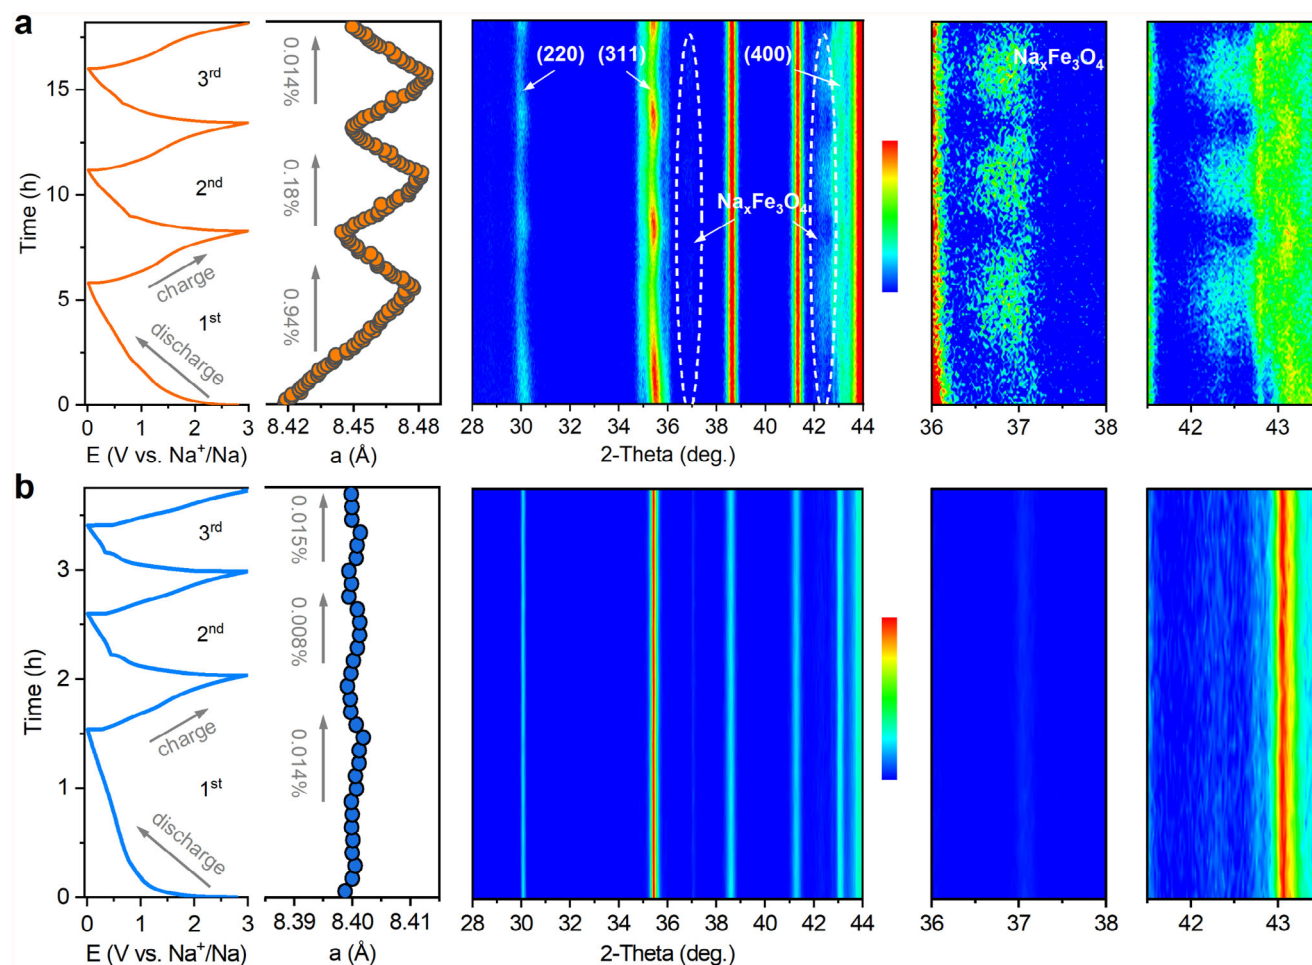 a
15
10
5
0
Time (h)
3rd
2nd
1st
charge
discharge
0 1 2 3
E (V vs. Na+/Na)
0.014%
0.18%
0.94%
8.42 8.45 8.48
a (Å)
(220) (311) (400)
NaxFe3O4
28 30 32 34 36 38 40 42 44
2-Theta (deg.)
NaxFe3O4
36 37 38
42 43
b
3
2
1
0
Time (h)
3rd
2nd
1st
charge
discharge
0 1 2 3
E (V vs. Na+/Na)
0.015%
0.008%
0.014%
8.39 8.40 8.41
a (Å)
28 30 32 34 36 38 40 42 44
2-Theta (deg.)
36 37 38
42 43